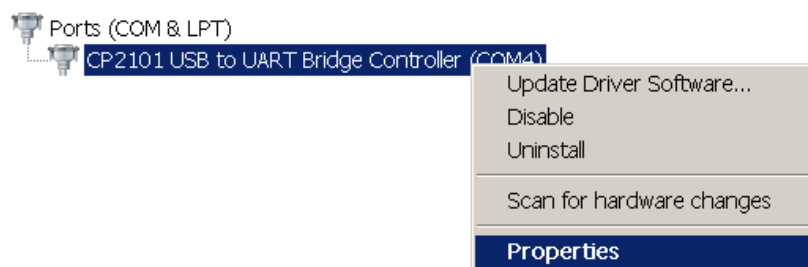 Ports (COM & LPT)
CP2101 USB to UART Bridge Controller (COM4)
Update Driver Software...
Disable
Uninstall
Scan for hardware changes
Properties